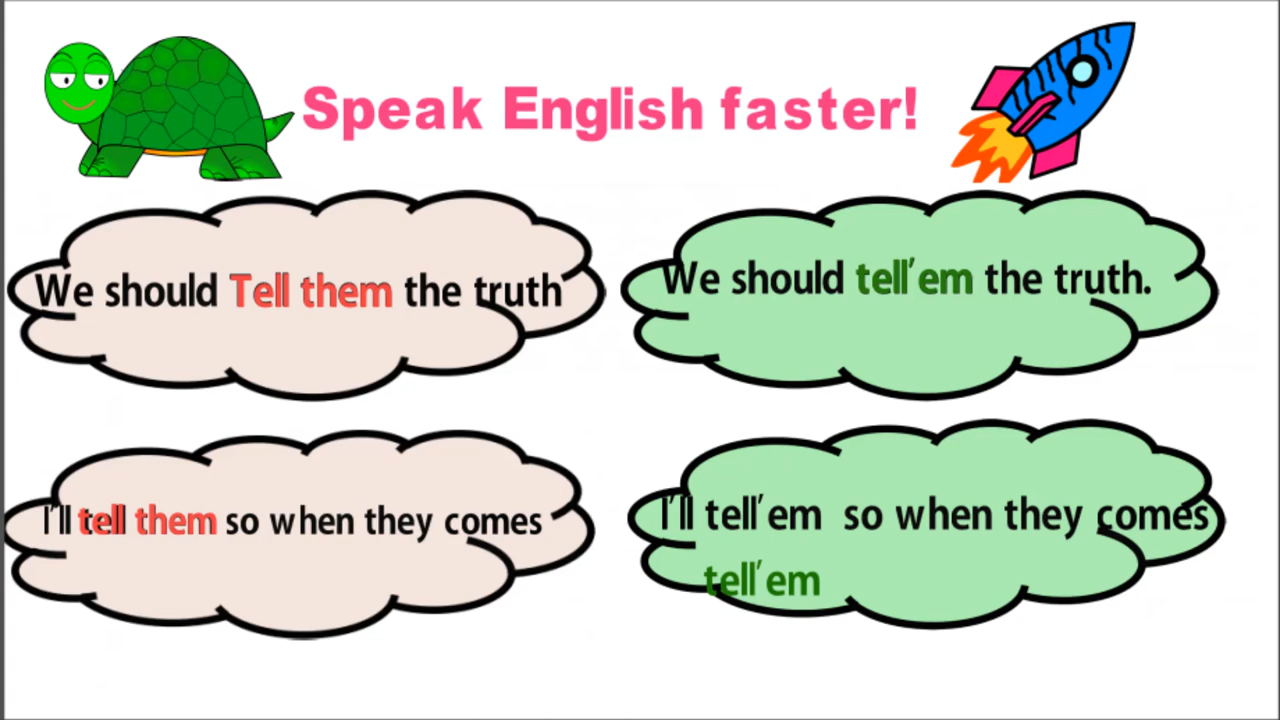 Speak English faster!
We should Tell them the truth
We should tell'em the truth.
I'll tell them so when they comes
I'll tell'em so when they comes
tell'em